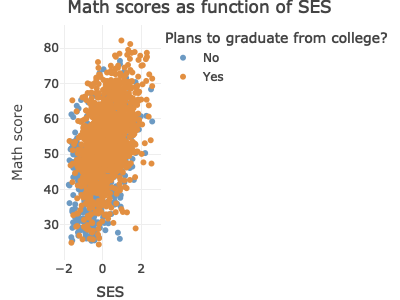 Math scores as function of SES
Plans to graduate from college?
No
Yes
Math score
80
70
60
50
40
30
−2
0
2
SES